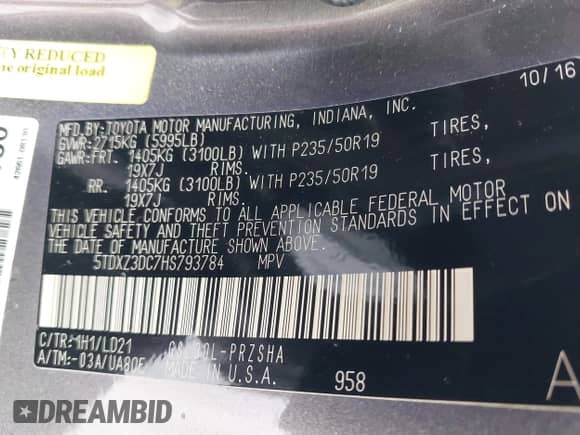 TY REDUCED
ne original load
10/16
MFD.BY:TOYOTA MOTOR MANUFACTURING, INDIANA, INC.
GVWR:2715KG (5995LB)
GAWR:FRT. 1405KG (3100LB) WITH P235/50R19 TIRES,
19X7J RIMS.
RR. 1405KG (3100LB) WITH P235/50R19 TIRES,
19X7J RIMS.
THIS VEHICLE CONFORMS TO ALL APPLICABLE FEDERAL MOTOR
VEHICLE SAFETY AND THEFT PREVENTION STANDARDS IN EFFECT ON
THE DATE OF MANUFACTURE SHOWN ABOVE.
5TDXZ3DC7HS793784 MPV
C/TR:1H1/LD21
A/TM:-03A/UA80E
MADE IN U.S.A.
958
A
DREAMBID